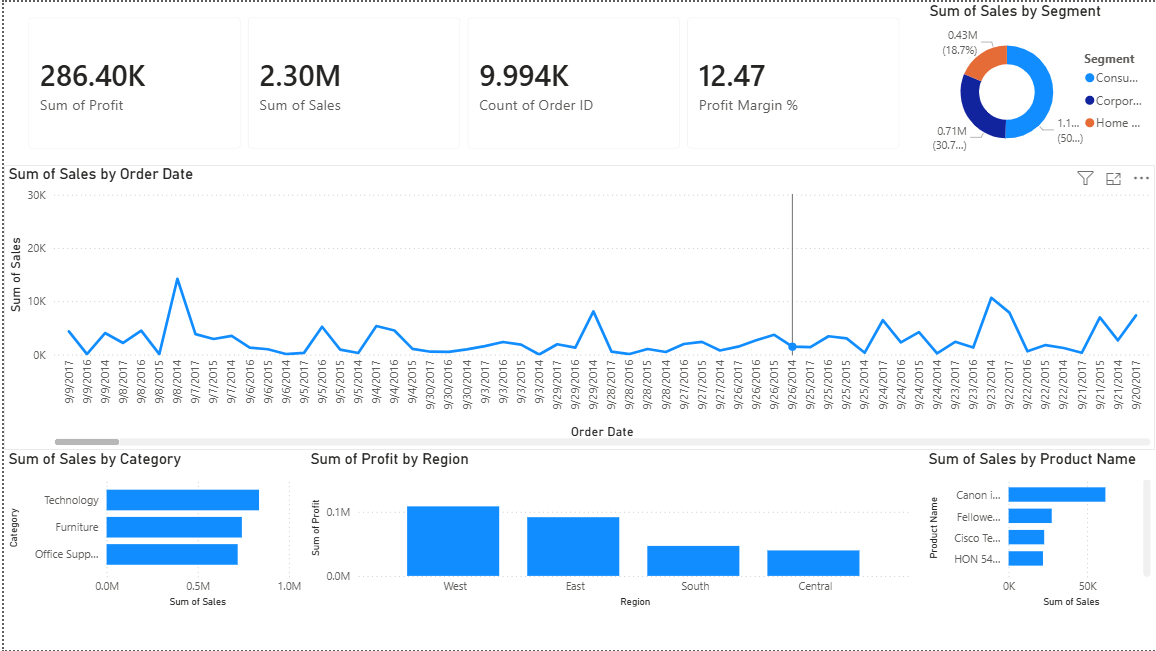 286.40K
Sum of Profit
2.30M
Sum of Sales
9.994K
Count of Order ID
12.47
Profit Margin %
Sum of Sales by Segment
0.43M
(18.7%)
0.71M
(30.7...)
1.1...
(50...)
Segment
Consu...
Corpor...
Home ...
Sum of Sales by Order Date
Sum of Sales
30K
20K
10K
0K
9/9/2017
9/9/2016
9/9/2014
9/8/2017
9/8/2016
9/8/2015
9/8/2014
9/7/2017
9/7/2015
9/7/2014
9/6/2016
9/6/2015
9/6/2014
9/5/2017
9/5/2016
9/5/2015
9/5/2014
9/4/2017
9/4/2016
9/4/2015
9/30/2017
9/30/2016
9/30/2014
9/3/2017
9/3/2016
9/3/2015
9/3/2014
9/29/2017
9/29/2016
9/29/2014
9/28/2017
9/28/2016
9/28/2015
9/28/2014
9/27/2016
9/27/2015
9/27/2014
9/26/2017
9/26/2016
9/26/2015
9/26/2014
9/25/2017
9/25/2016
9/25/2015
9/25/2014
9/24/2017
9/24/2016
9/24/2015
9/24/2014
9/23/2017
9/23/2016
9/23/2014
9/22/2017
9/22/2016
9/22/2015
9/22/2014
9/21/2017
9/21/2015
9/21/2014
9/20/2017
Order Date
Sum of Sales by Category
Category
Technology
Furniture
Office Supp...
0.0M
0.5M
1.0M
Sum of Sales
Sum of Profit by Region
Sum of Profit
0.1M
0.0M
West
East
South
Central
Region
Sum of Sales by Product Name
Product Name
Canon i...
Fellowe...
Cisco Te...
HON 54...
0K
50K
Sum of Sales